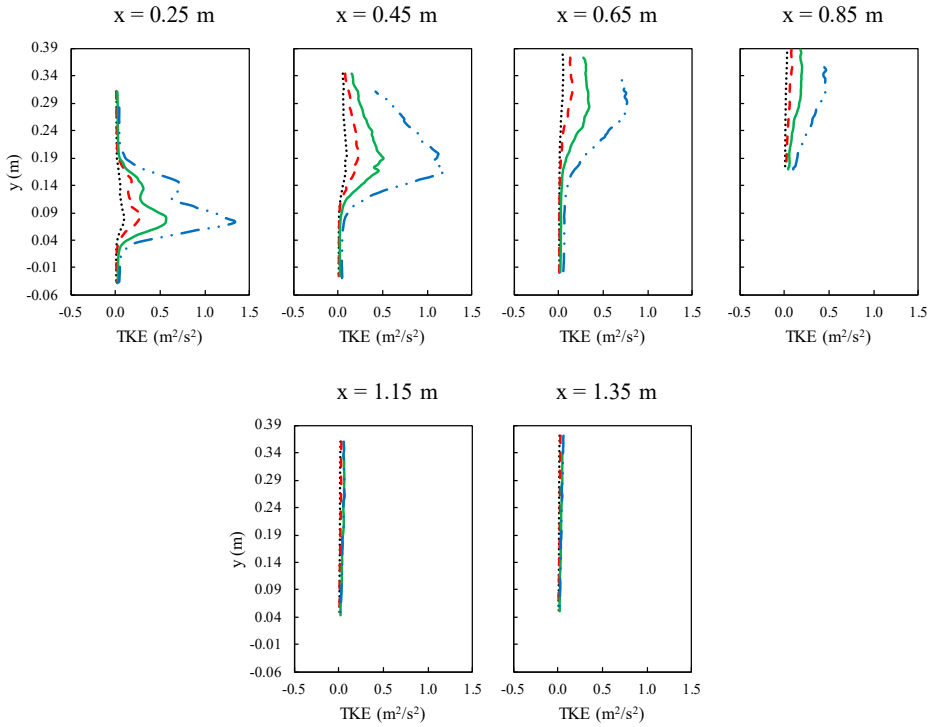 x = 0.25 m
x = 0.45 m
x = 0.65 m
x = 0.85 m
0.39
0.34
0.29
0.24
0.19
0.14
0.09
0.04
-0.01
-0.06
y (m)
-0.5 0.0 0.5 1.0 1.5
-0.5 0.0 0.5 1.0 1.5
-0.5 0.0 0.5 1.0 1.5
-0.5 0.0 0.5 1.0 1.5
TKE (m²/s²)
TKE (m²/s²)
TKE (m²/s²)
TKE (m²/s²)
x = 1.15 m
x = 1.35 m
0.39
0.34
0.29
0.24
0.19
0.14
0.09
0.04
-0.01
-0.06
y (m)
-0.5 0.0 0.5 1.0 1.5
-0.5 0.0 0.5 1.0 1.5
TKE (m²/s²)
TKE (m²/s²)